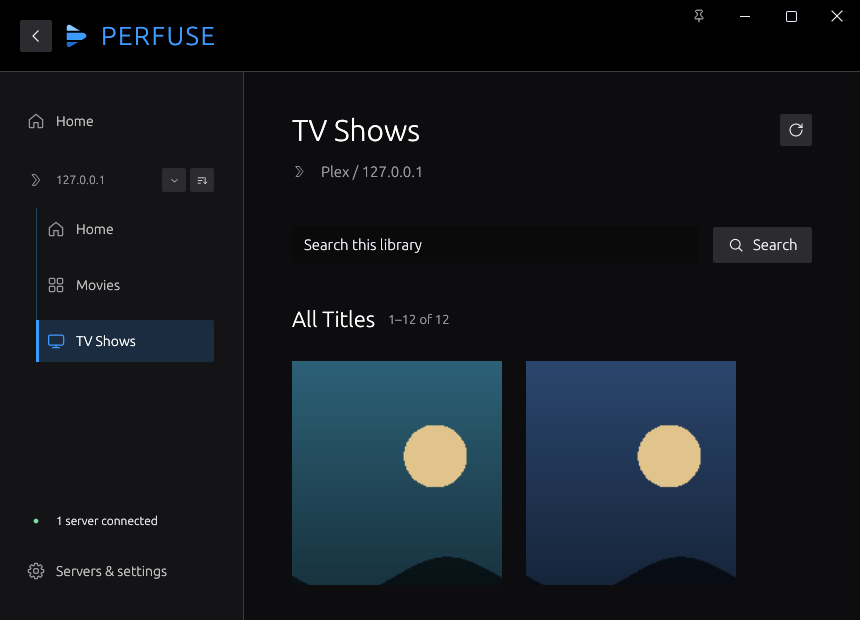 PERFUSE
Home
127.0.0.1
Home
Movies
TV Shows
1 server connected
Servers & settings
TV Shows
Plex / 127.0.0.1
Search this library
Search
All Titles 1–12 of 12